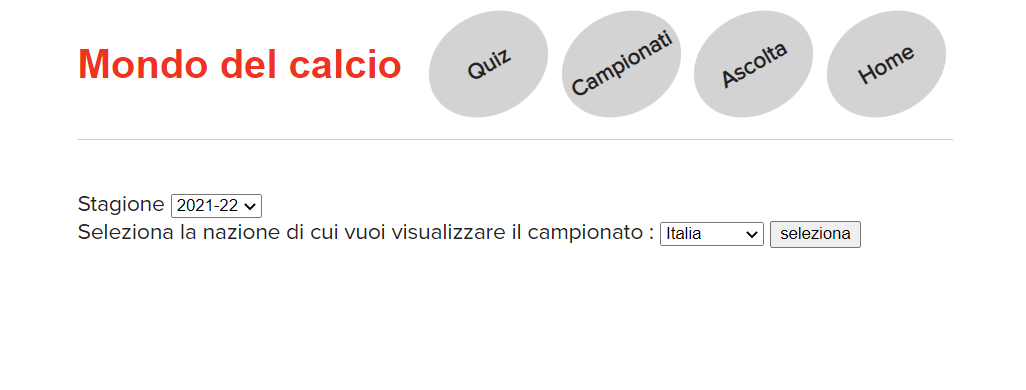 Mondo del calcio
Quiz
Campionati
Ascolta
Home
Stagione 2021-22
Seleziona la nazione di cui vuoi visualizzare il campionato : Italia seleziona